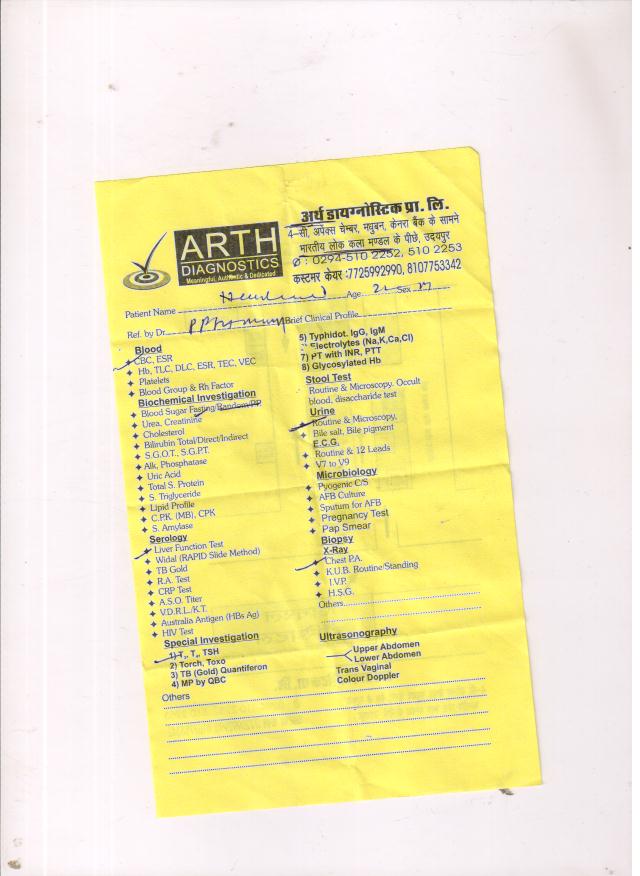 ARTH
DIAGNOSTICS
Meaningful, Authentic & Dedicated
अर्थ डायग्नोस्टिक प्रा. लि.
4-सी, अपेक्स चेम्बर, मधुबन, केनरा बैंक के सामने
भारतीय लोक कला मण्डल के पीछे, उदयपुर
: 0294-510 2252, 510 2253
कस्टमर केयर :7725992990, 8107753342
Patient Name Age Sex M
Ref. by Dr. Brief Clinical Profile
Blood
CBC, ESR
Hb, TLC, DLC, ESR, TEC, VEC
Platelets
Blood Group & Rh Factor
Biochemical Investigation
Blood Sugar Fasting/Random/PP
Urea, Creatinine
Cholesterol
Bilirubin Total/Direct/Indirect
S.G.O.T., S.G.P.T.
Alk, Phosphatase
Uric Acid
Total S. Protein
S. Triglyceride
Lipid Profile
C.P.K. (MB), CPK
S. Amylase
Serology
Liver Function Test
Widal (RAPID Slide Method)
TB Gold
R.A. Test
CRP Test
A.S.O. Titer
V.D.R.L./K.T.
Australia Antigen (HBs Ag)
HIV Test
Special Investigation
1) T₃, T₄, TSH
2) Torch, Toxo
3) TB (Gold) Quantiferon
4) MP by QBC
5) Typhidot. IgG, IgM
Electrolytes (Na,K,Ca,Cl)
7) PT with INR, PTT
8) Glycosylated Hb
Stool Test
Routine & Microscopy, Occult
blood, disaccharide test
Urine
Routine & Microscopy,
Bile salt, Bile pigment
E.C.G.
Routine & 12 Leads
V7 to V9
Microbiology
Pyogenic C/S
AFB Culture
Sputum for AFB
Pregnancy Test
Pap Smear
Biopsy
X-Ray
Chest P.A.
K.U.B. Routine/Standing
I.V.P.
H.S.G.
Others
Ultrasonography
Upper Abdomen
Lower Abdomen
Trans Vaginal
Colour Doppler
Others